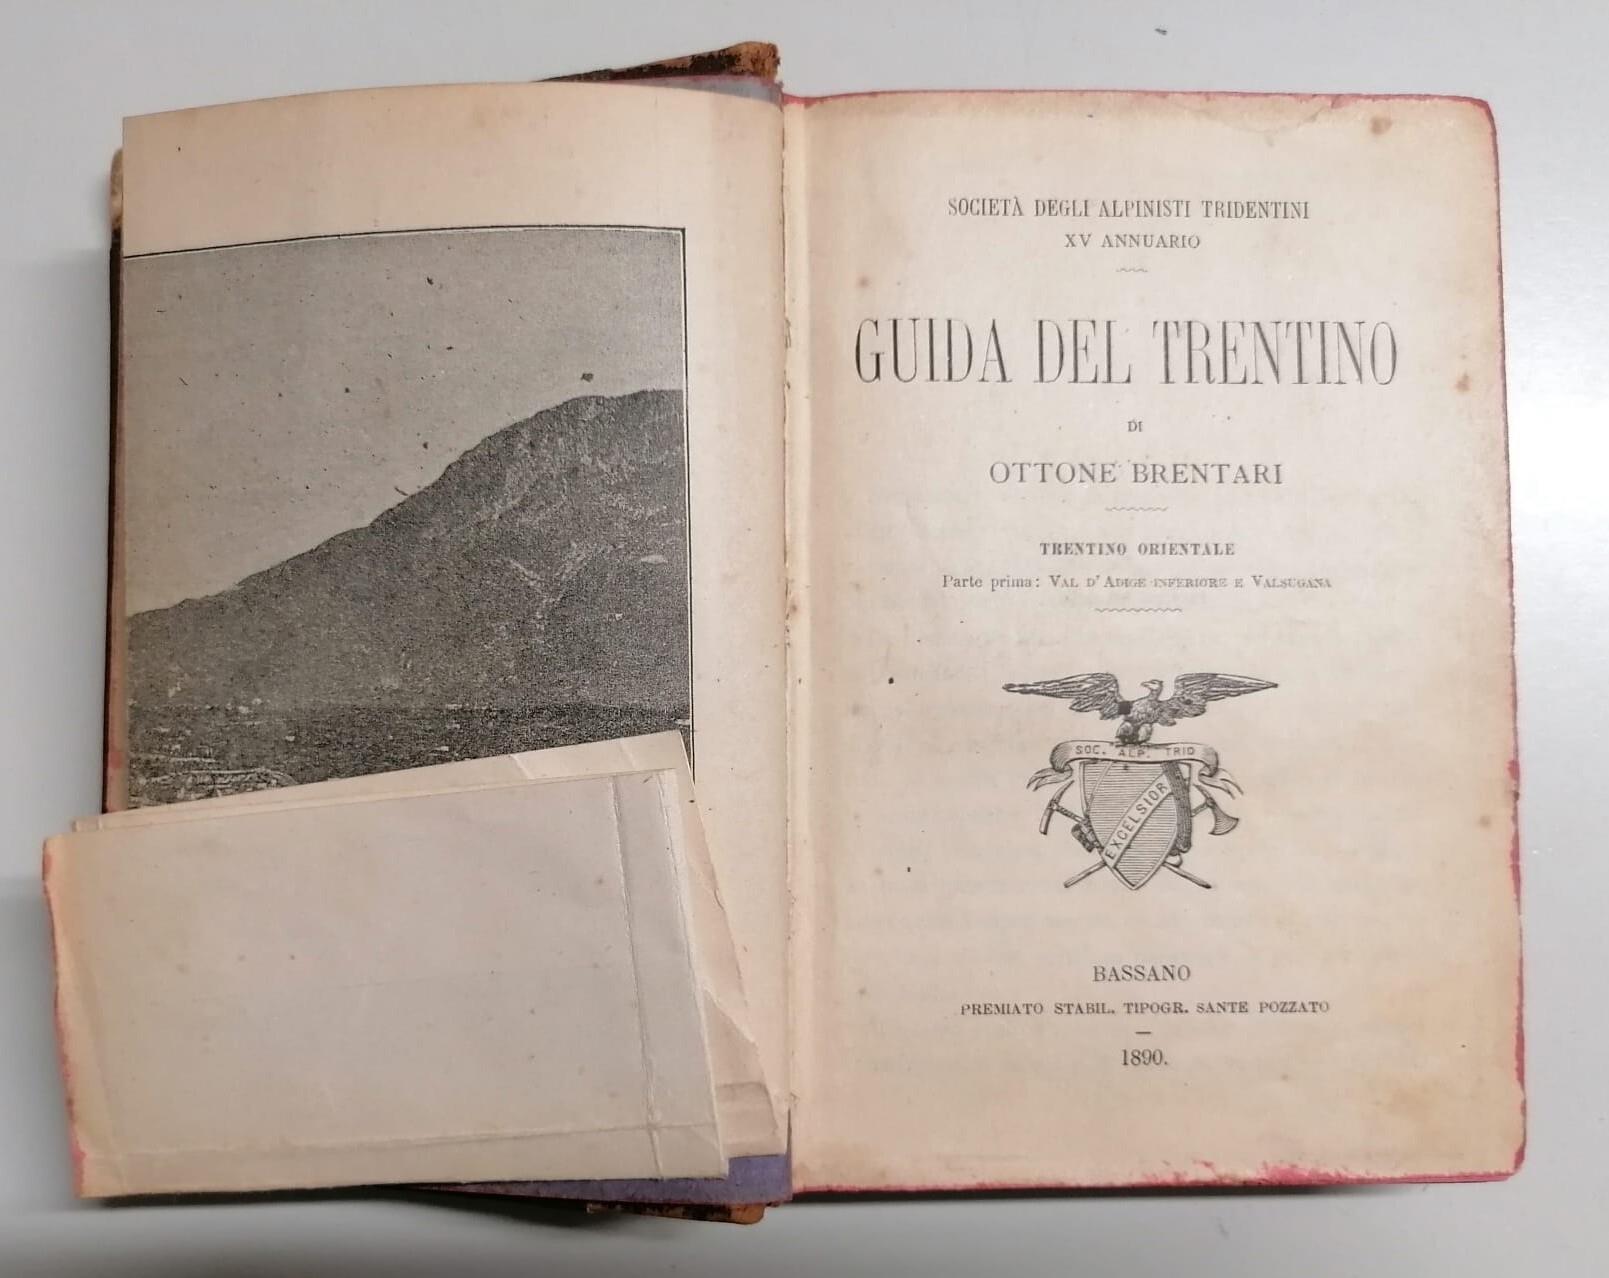 SOCIETÀ DEGLI ALPINISTI TRIDENTINI
XV ANNUARIO
GUIDA DEL TRENTINO
DI
OTTONE BRENTARI
TRENTINO ORIENTALE
Parte prima: VAL D'ADIGE INFERIORE E VALSUGANA
SOC. ALP. TRID
EXCELSIOR
BASSANO
PREMIATO STABIL. TIPOGR. SANTE POZZATO
1890.